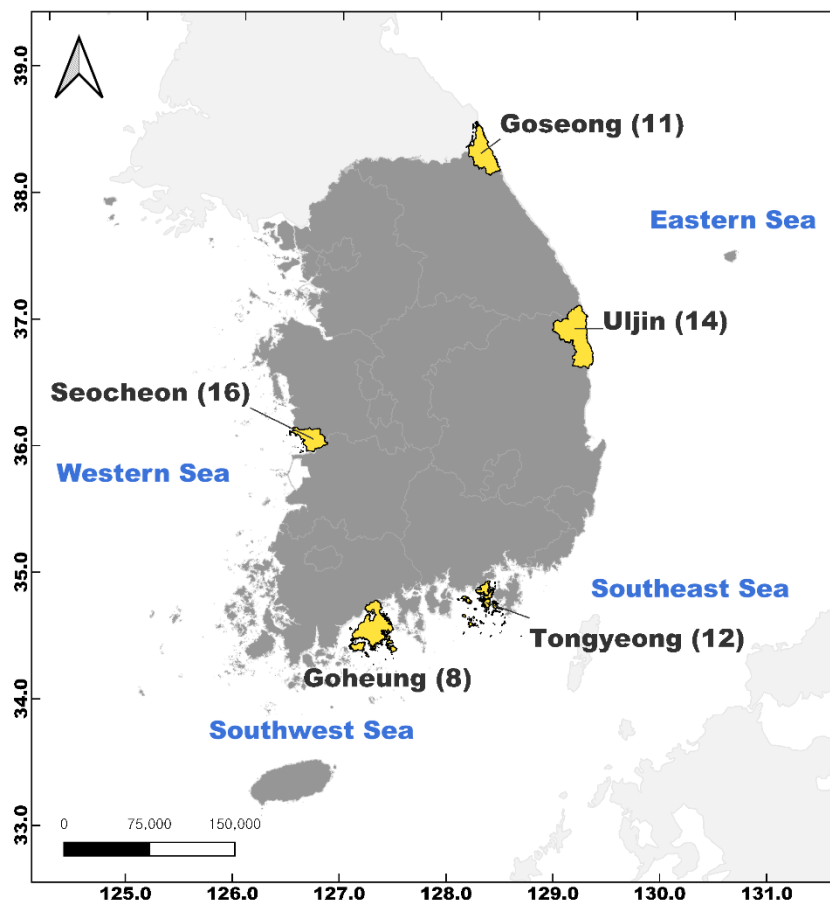 39.0
Goseong (11)
38.0
Eastern Sea
37.0
Uljin (14)
Seocheon (16)
36.0
Western Sea
35.0
Southeast Sea
Tongyeong (12)
Goheung (8)
34.0
Southwest Sea
33.0
0 75,000 150,000
125.0 126.0 127.0 128.0 129.0 130.0 131.0